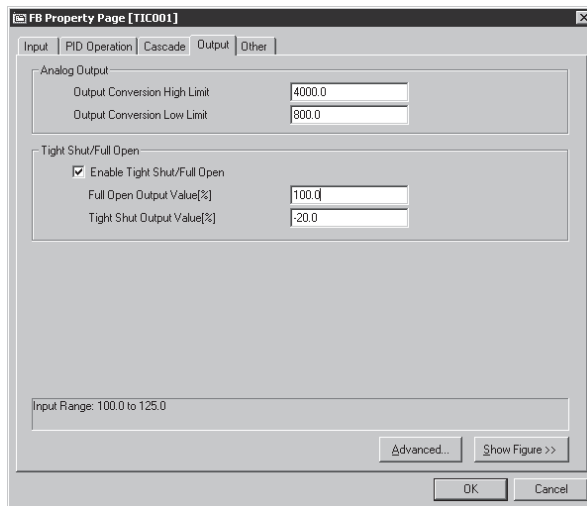 FB Property Page [TIC001]
Input PID Operation Cascade Output Other
Analog Output
Output Conversion High Limit 4000.0
Output Conversion Low Limit 800.0
Tight Shut/Full Open
Enable Tight Shut/Full Open
Full Open Output Value[%] 100.0
Tight Shut Output Value[%] -20.0
Input Range: 100.0 to 125.0
Advanced... Show Figure >>
OK Cancel